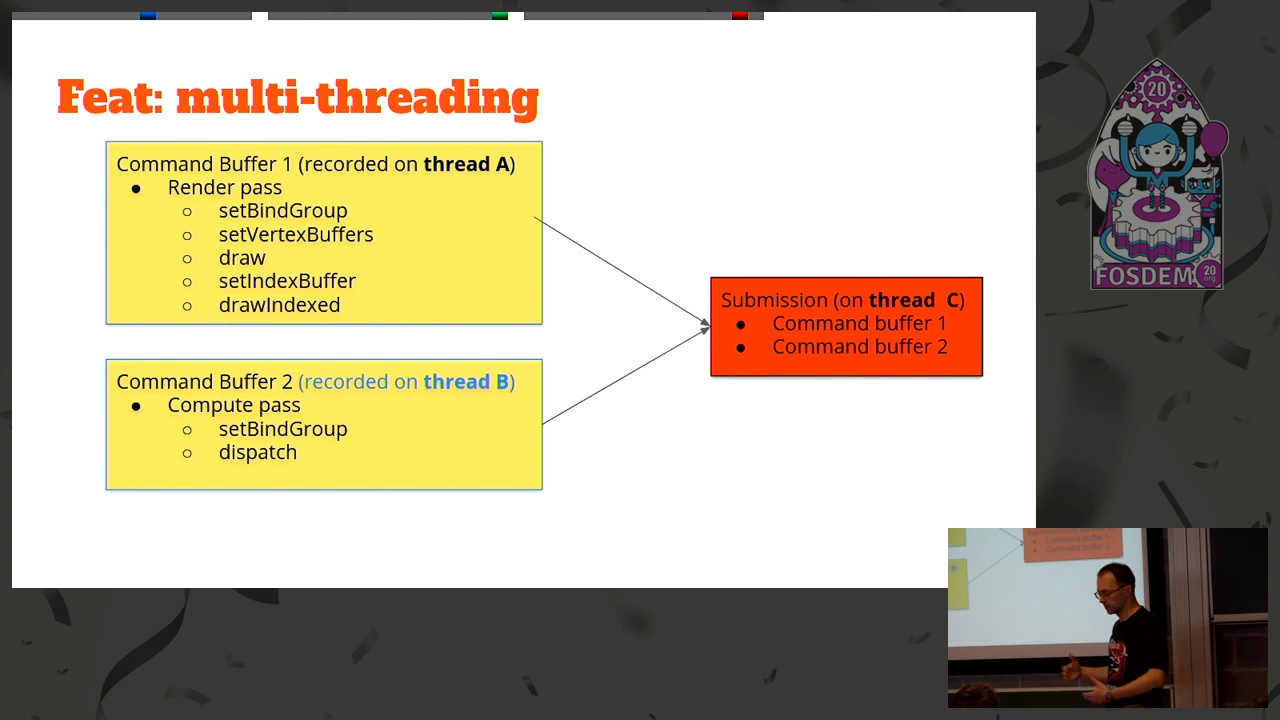 Feat: multi-threading
Command Buffer 1 (recorded on thread A)
● Render pass
○ setBindGroup
○ setVertexBuffers
○ draw
○ setIndexBuffer
○ drawIndexed
Command Buffer 2 (recorded on thread B)
● Compute pass
○ setBindGroup
○ dispatch
Submission (on thread C)
● Command buffer 1
● Command buffer 2
20
FOSDEM 20
.org